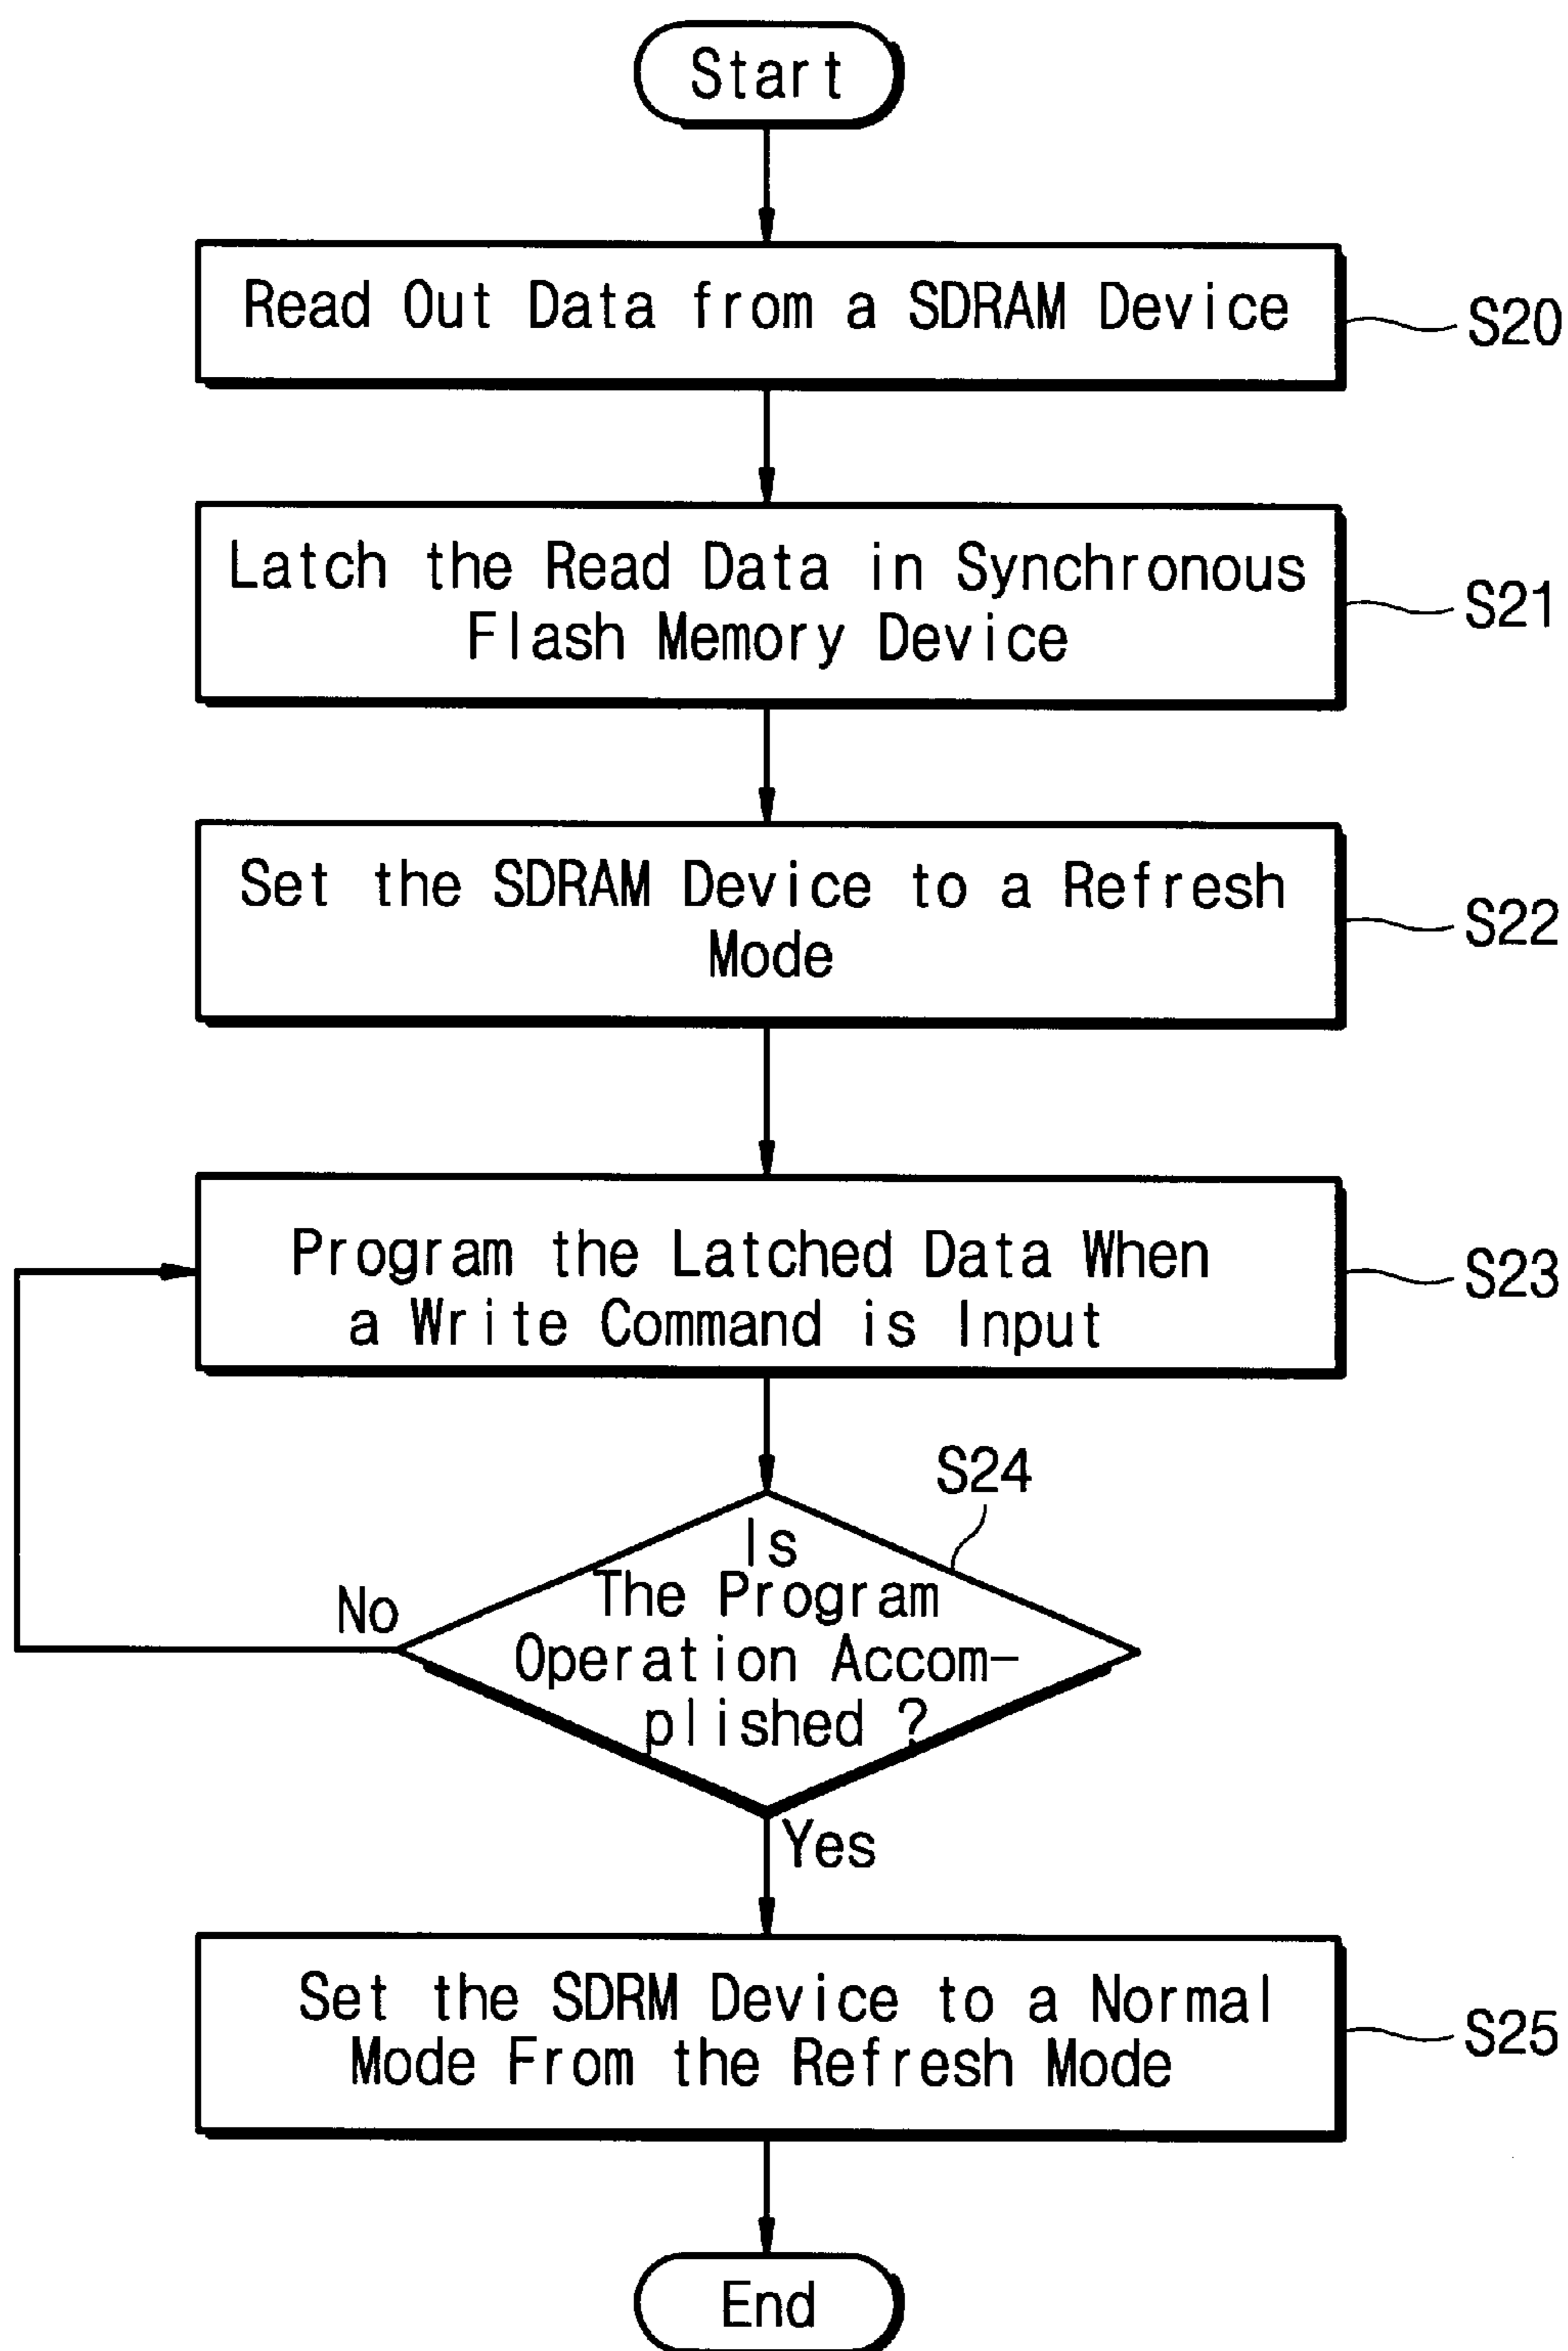 Start
Read Out Data from a SDRAM Device
S20
Latch the Read Data in Synchronous
Flash Memory Device
S21
Set the SDRAM Device to a Refresh
Mode
S22
Program the Latched Data When
a Write Command is Input
S23
S24
Is
The Program
Operation Accom-
plished ?
No
Yes
Set the SDRM Device to a Normal
Mode From the Refresh Mode
S25
End